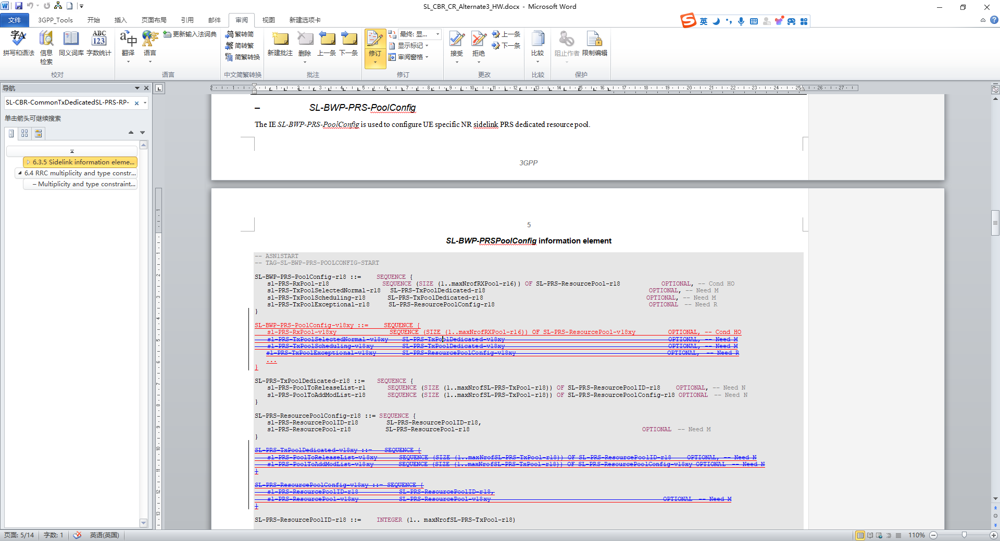 SL_CBR_CR_Alternate3_HW.docx - Microsoft Word
文件 3GPP_Tools 开始 插入 页面布局 引用 邮件 审阅 视图 新建选项卡
英
拼写和语法 信息检索 同义词库 字数统计
校对
翻译 语言 更新输入法词典
语言
繁转简
简转繁
简繁转换
中文简繁转换
新建批注 删除 上一条 下一条
批注
修订 最终: 显...
显示标记
审阅窗格
修订
接受 拒绝 上一条
下一条
更改
比较
比较
阻止作者 限制编辑
保护
导航
SL-CBR-CommonTxDedicatedSL-PRS-RP-
单击箭头可继续搜索
6.3.5 Sidelink information eleme...
6.4 RRC multiplicity and type constr...
– Multiplicity and type constraint...
– SL-BWP-PRS-PoolConfig
The IE SL-BWP-PRS-PoolConfig is used to configure UE specific NR sidelink PRS dedicated resource pool.
3GPP
5
SL-BWP-PRSPoolConfig information element
-- ASN1START
-- TAG-SL-BWP-PRS-POOLCONFIG-START
SL-BWP-PRS-PoolConfig-r18 ::= SEQUENCE {
sl-PRS-RxPool-r18 SEQUENCE (SIZE (1..maxNrofRXPool-r16)) OF SL-PRS-ResourcePool-r18 OPTIONAL, -- Cond HO
sl-PRS-TxPoolSelectedNormal-r18 SL-PRS-TxPoolDedicated-r18 OPTIONAL, -- Need M
sl-PRS-TxPoolScheduling-r18 SL-PRS-TxPoolDedicated-r18 OPTIONAL, -- Need M
sl-PRS-TxPoolExceptional-r18 SL-PRS-ResourcePoolConfig-r18 OPTIONAL -- Need R
}
SL-BWP-PRS-PoolConfig-v18xy ::= SEQUENCE {
sl-PRS-RxPool-v18xy SEQUENCE (SIZE (1..maxNrofRXPool-r16)) OF SL-PRS-ResourcePool-v18xy OPTIONAL, -- Cond HO
sl-PRS-TxPoolSelectedNormal-v18xy SL-PRS-TxPoolDedicated-v18xy OPTIONAL, -- Need M
sl-PRS-TxPoolScheduling-v18xy SL-PRS-TxPoolDedicated-v18xy OPTIONAL, -- Need M
sl-PRS-TxPoolExceptional-v18xy SL-PRS-ResourcePoolConfig-v18xy OPTIONAL, -- Need R
...
}
SL-PRS-TxPoolDedicated-r18 ::= SEQUENCE {
sl-PRS-PoolToReleaseList-r1 SEQUENCE (SIZE (1..maxNrofSL-PRS-TxPool-r18)) OF SL-PRS-ResourcePoolID-r18 OPTIONAL, -- Need N
sl-PRS-PoolToAddModList-r18 SEQUENCE (SIZE (1..maxNrofSL-PRS-TxPool-r18)) OF SL-PRS-ResourcePoolConfig-r18 OPTIONAL -- Need N
}
SL-PRS-ResourcePoolConfig-r18 ::= SEQUENCE {
sl-PRS-ResourcePoolID-r18 SL-PRS-ResourcePoolID-r18,
sl-PRS-ResourcePool-r18 SL-PRS-ResourcePool-r18 OPTIONAL -- Need M
}
SL-PRS-TxPoolDedicated-v18xy ::= SEQUENCE {
sl-PRS-PoolToReleaseList-v18xy SEQUENCE (SIZE (1..maxNrofSL-PRS-TxPool-r18)) OF SL-PRS-ResourcePoolID-r18 OPTIONAL, -- Need N
sl-PRS-PoolToAddModList-v18xy SEQUENCE (SIZE (1..maxNrofSL-PRS-TxPool-r18)) OF SL-PRS-ResourcePoolConfig-v18xy OPTIONAL -- Need N
}
SL-PRS-ResourcePoolConfig-v18xy ::= SEQUENCE {
sl-PRS-ResourcePoolID-r18 SL-PRS-ResourcePoolID-r18,
sl-PRS-ResourcePool-v18xy SL-PRS-ResourcePool-v18xy OPTIONAL -- Need M
}
SL-PRS-ResourcePoolID-r18 ::= INTEGER (1.. maxNrofSL-PRS-TxPool-r18)
页面: 5/14 字数: 1 英语(英国) 110%